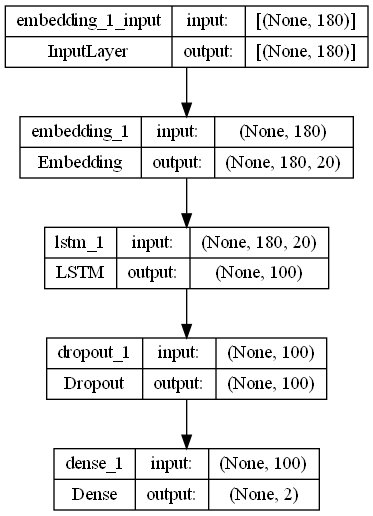 embedding_1_input input: [(None, 180)]
InputLayer output: [(None, 180)]
embedding_1 input: (None, 180)
Embedding output: (None, 180, 20)
lstm_1 input: (None, 180, 20)
LSTM output: (None, 100)
dropout_1 input: (None, 100)
Dropout output: (None, 100)
dense_1 input: (None, 100)
Dense output: (None, 2)